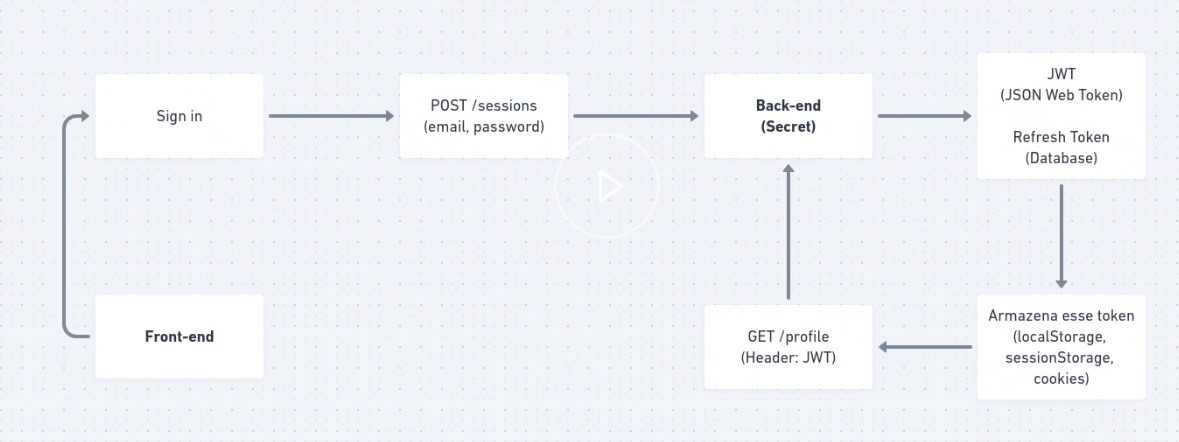 Sign in
POST /sessions
(email, password)
Back-end
(Secret)
JWT
(JSON Web Token)
Refresh Token
(Database)
Front-end
GET /profile
(Header: JWT)
Armazena esse token
(localStorage,
sessionStorage,
cookies)